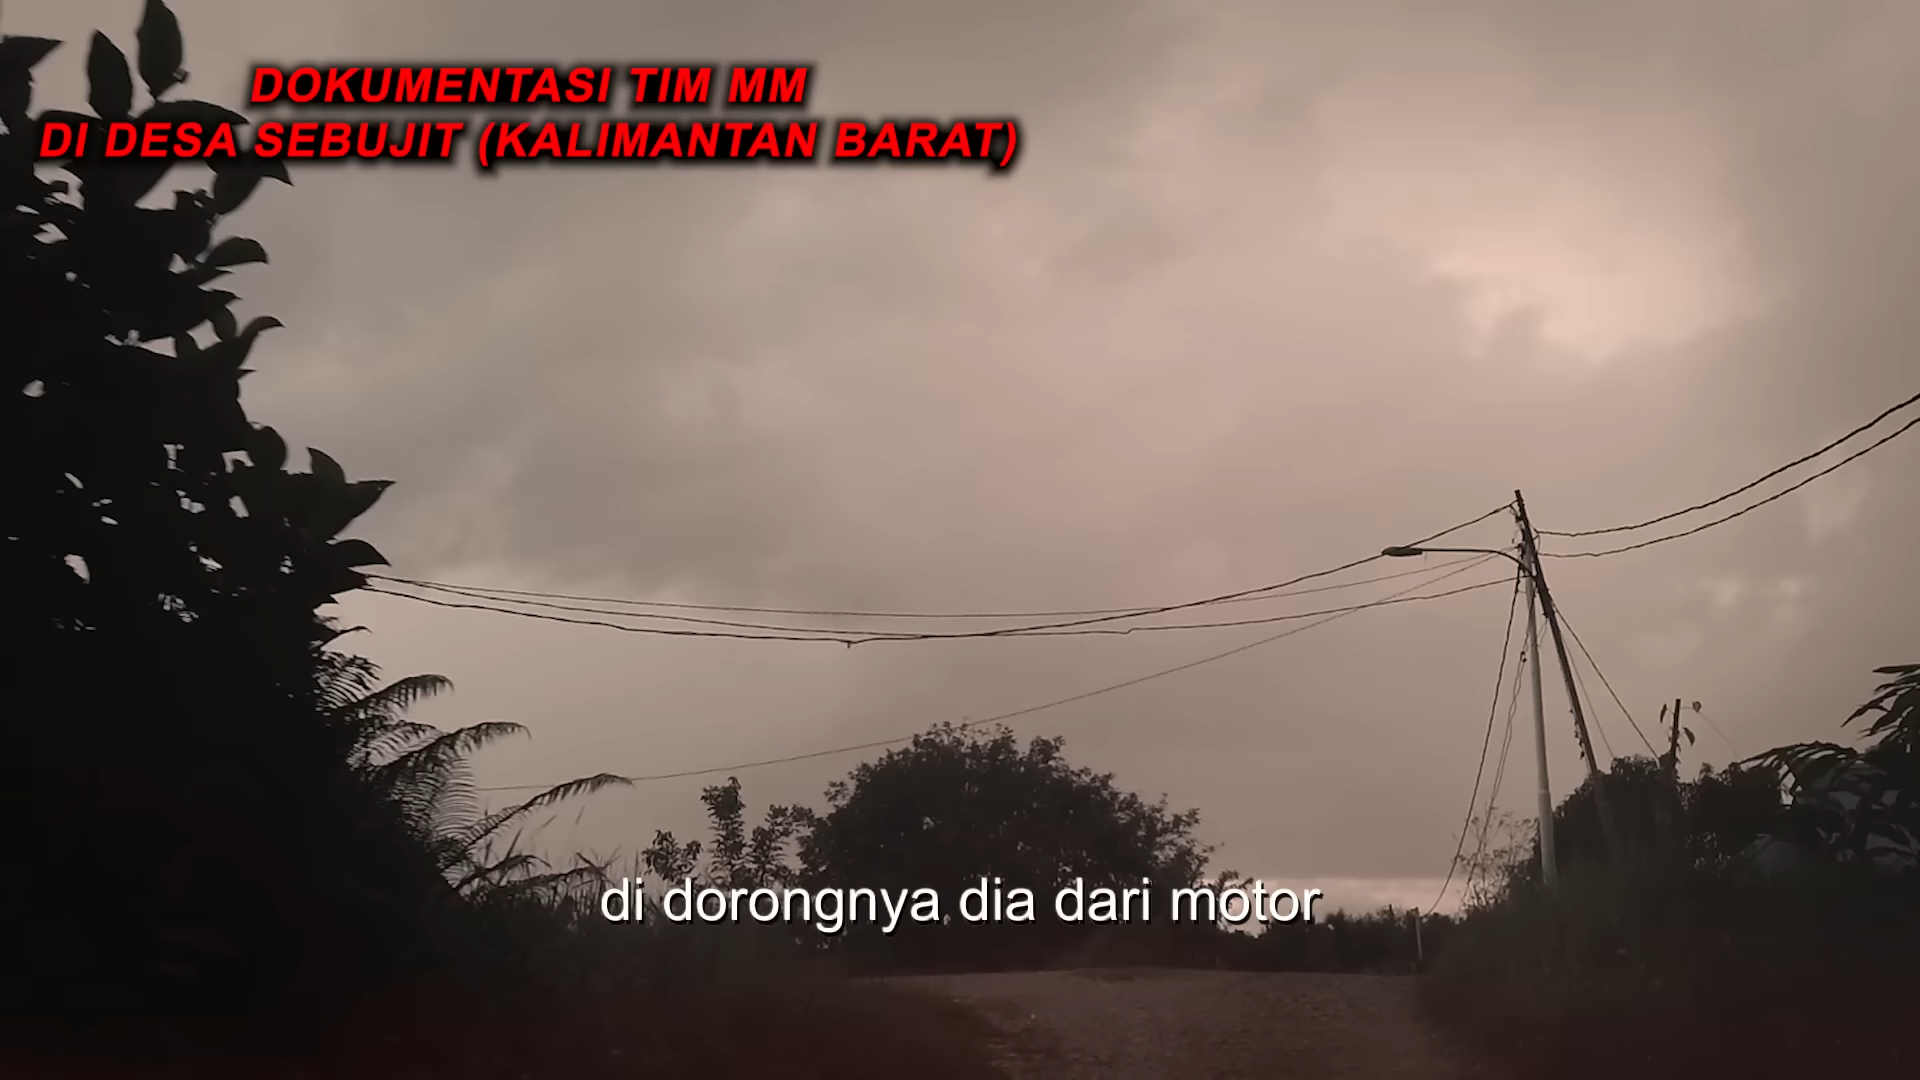 DOKUMENTASI TIM MM
DI DESA SEBUJIT (KALIMANTAN BARAT)
di dorongnya dia dari motor